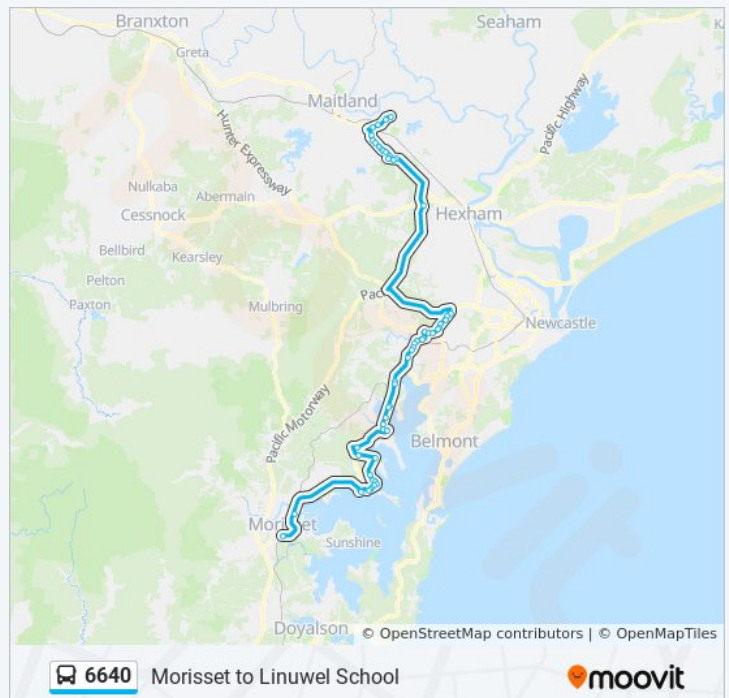 Branxton
Seaham
Greta
Maitland
Pacific Highway
Hunter Expressway
Nulkaba
Abermain
Cessnock
Hexham
Bellbird
Kearsley
Pelton
Paxton
Mulbring
Newcastle
Pacific Motorway
Belmont
Sunshine
Doyalson
© OpenStreetMap contributors | © OpenMapTiles
6640 Morisset to Linuwel School
moovit